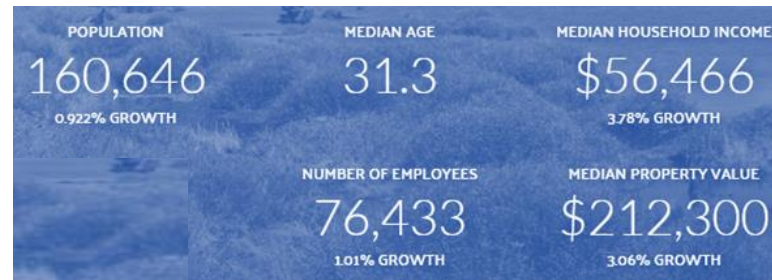 POPULATION
160,646
0.922% GROWTH
MEDIAN AGE
31.3
MEDIAN HOUSEHOLD INCOME
$56,466
3.78% GROWTH
NUMBER OF EMPLOYEES
76,433
1.01% GROWTH
MEDIAN PROPERTY VALUE
$212,300
3.06% GROWTH